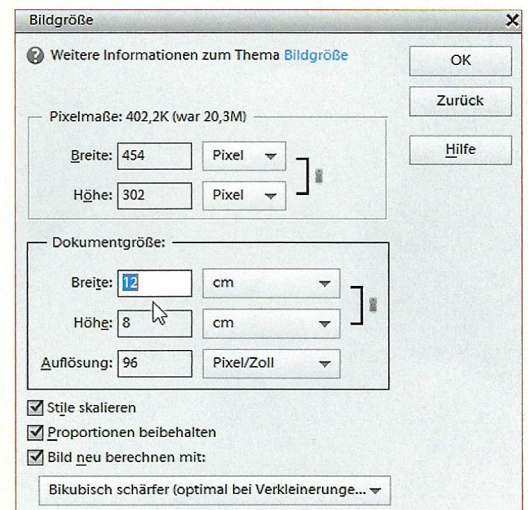 Bildgröße
Weitere Informationen zum Thema Bildgröße
OK
Zurück
Hilfe
Pixelmaße: 402,2K (war 20,3M)
Breite: 454 Pixel
Höhe: 302 Pixel
Dokumentgröße:
Breite: 12 cm
Höhe: 8 cm
Auflösung: 96 Pixel/Zoll
Stile skalieren
Proportionen beibehalten
Bild neu berechnen mit:
Bikubisch schärfer (optimal bei Verkleinerunge...